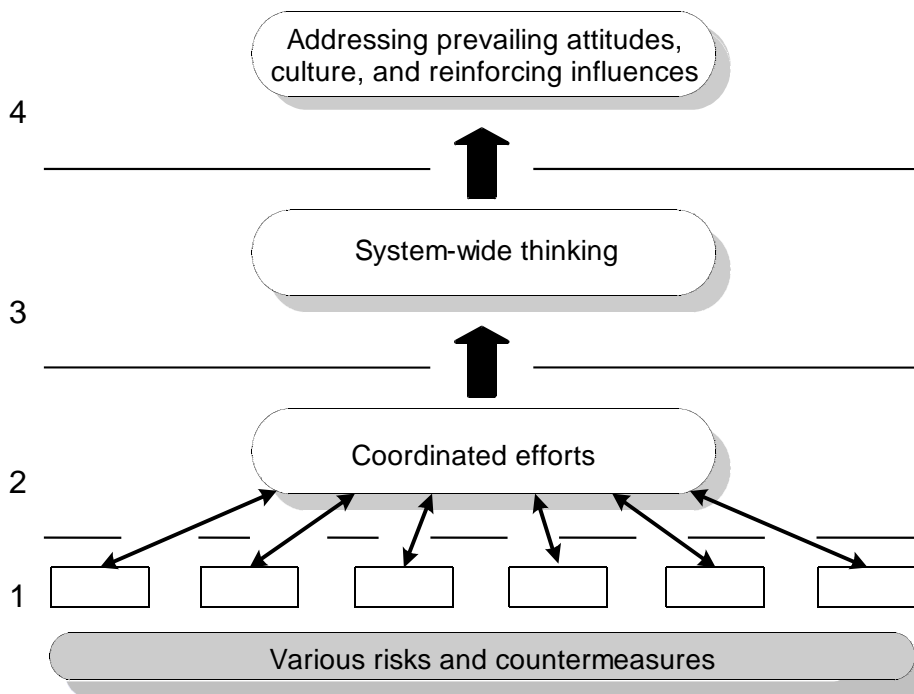 Addressing prevailing attitudes,
culture, and reinforcing influences
4
System-wide thinking
3
Coordinated efforts
2
1
Various risks and countermeasures